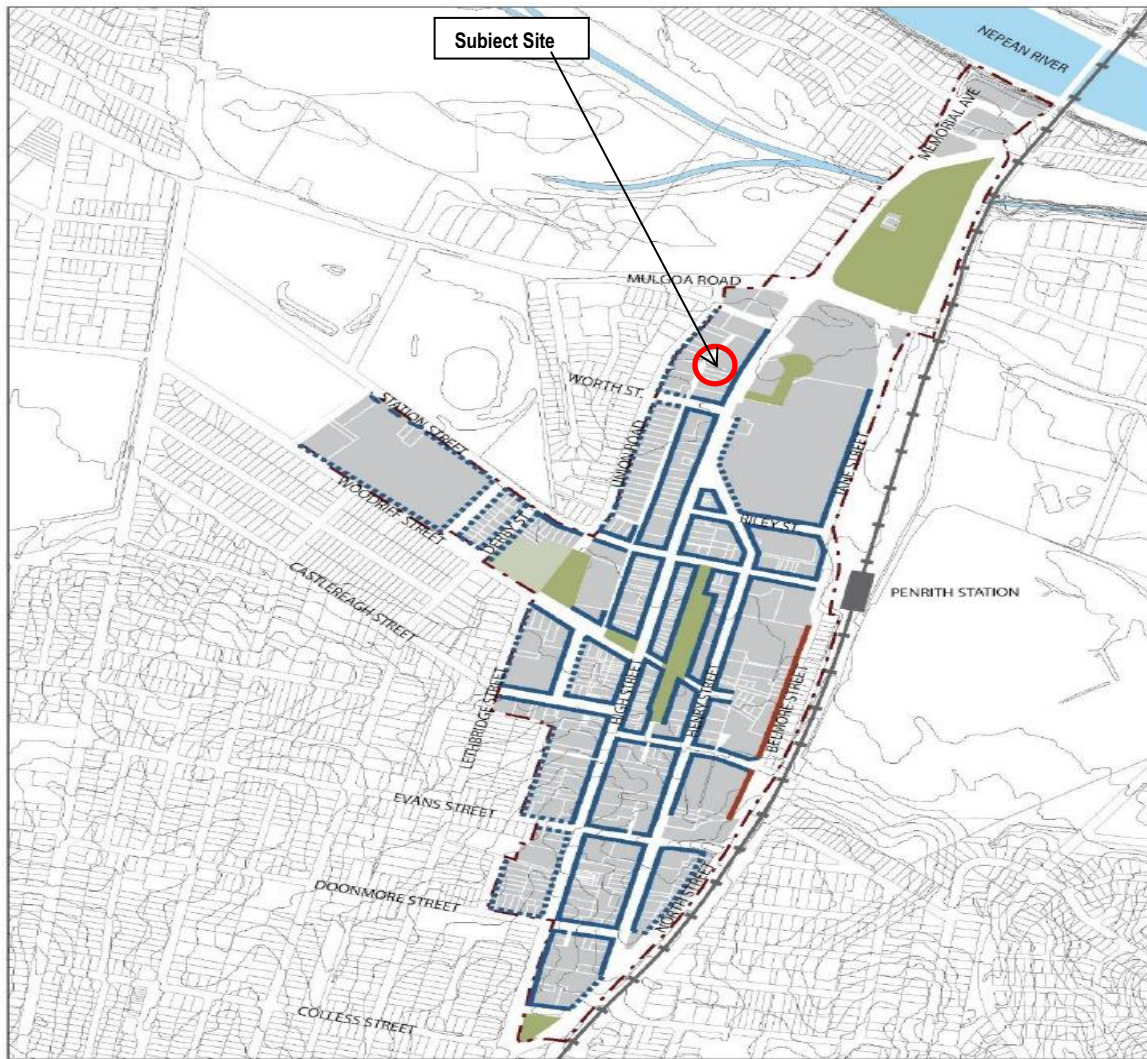 Subiect Site
NEPEAN RIVER
MEMORIAL AVE
MULGOA ROAD
WORTH ST.
STATION STREET
UNION ROAD
JANE STREET
WOODRIFF STREET
DERBY ST.
RILEY ST.
CASTLEREAGH STREET
PENRITH STATION
LETHBRIDGE STREET
HIGH STREET
HENRY STREET
BELMORE STREET
EVANS STREET
DOONMORE STREET
NORTH STREET
COLLESS STREET